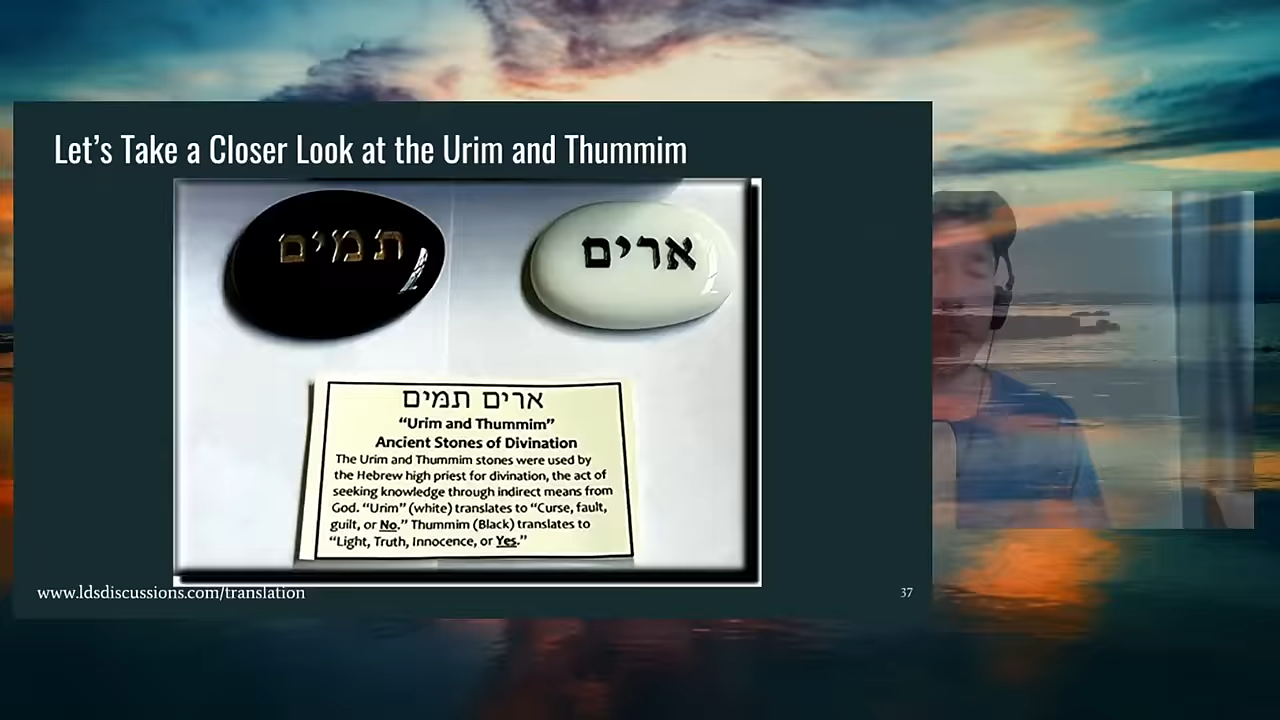 Let's Take a Closer Look at the Urim and Thummim
תמים
ארים
ארים תמים
"Urim and Thummim"
Ancient Stones of Divination
The Urim and Thummim stones were used by
the Hebrew high priest for divination, the act of
seeking knowledge through indirect means from
God. "Urim" (white) translates to "Curse, fault,
guilt, or No." Thummim (Black) translates to
"Light, Truth, Innocence, or Yes."
www.ldsdiscussions.com/translation
37